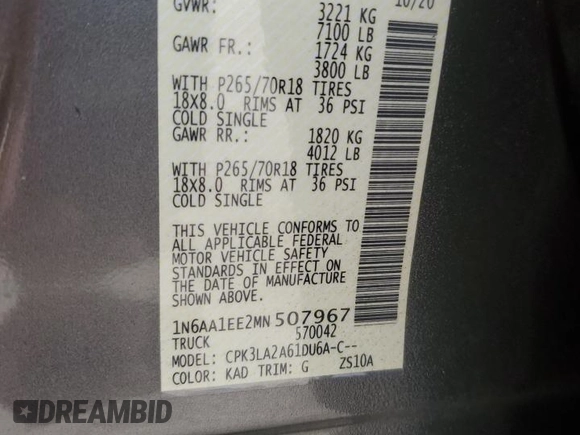 10/20
GVWR: 3221 KG
7100 LB
GAWR FR.: 1724 KG
3800 LB
WITH P265/70R18 TIRES
18X8.0 RIMS AT 36 PSI
COLD SINGLE
GAWR RR.: 1820 KG
4012 LB
WITH P265/70R18 TIRES
18X8.0 RIMS AT 36 PSI
COLD SINGLE
THIS VEHICLE CONFORMS TO
ALL APPLICABLE FEDERAL
MOTOR VEHICLE SAFETY
STANDARDS IN EFFECT ON
THE DATE OF MANUFACTURE
SHOWN ABOVE.
1N6AA1EE2MN507967
TRUCK 570042
MODEL: CPK3LA2A61DU6A-C--
COLOR: KAD TRIM: G ZS10A
DREAMBID